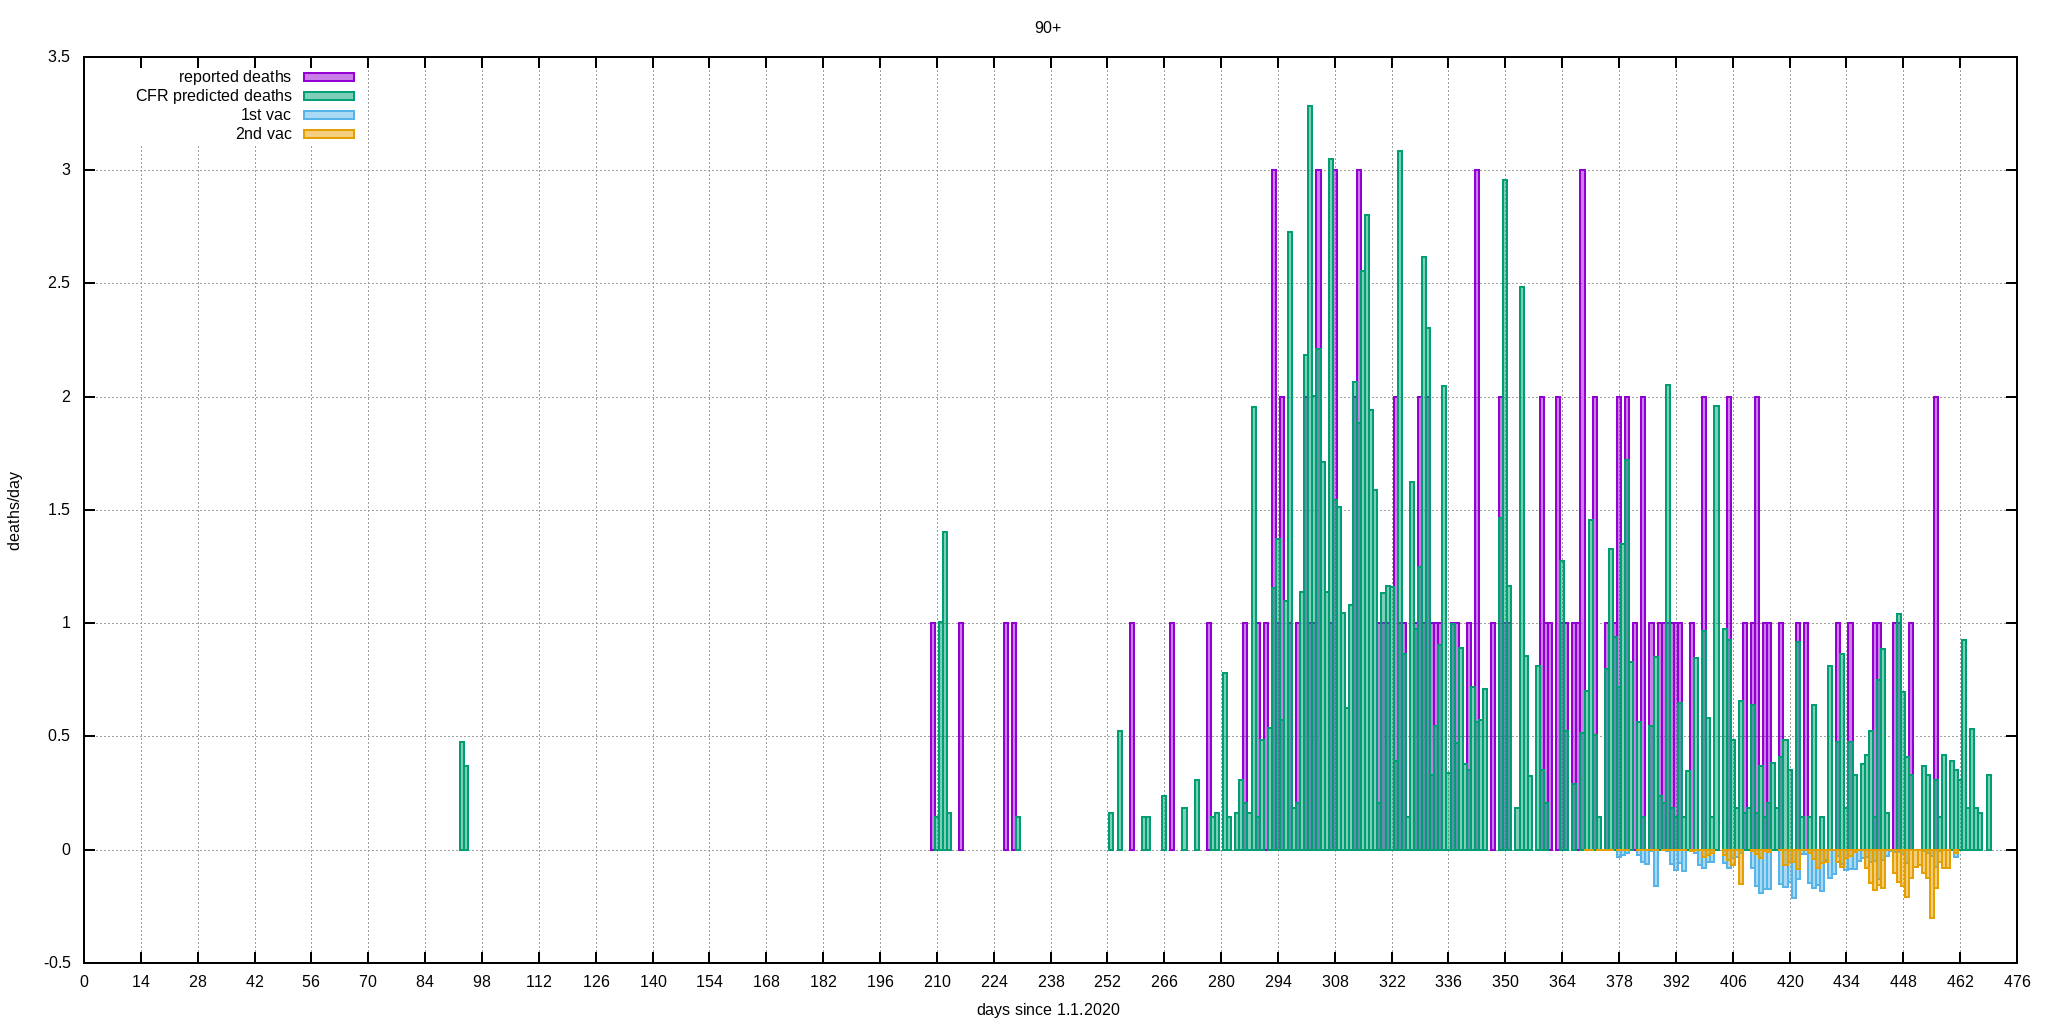 90+
3.5
3
2.5
2
1.5
1
0.5
0
-0.5
reported deaths
CFR predicted deaths
1st vac
2nd vac
deaths/day
0 14 28 42 56 70 84 98 112 126 140 154 168 182 196 210 224 238 252 266 280 294 308 322 336 350 364 378 392 406 420 434 448 462 476
days since 1.1.2020